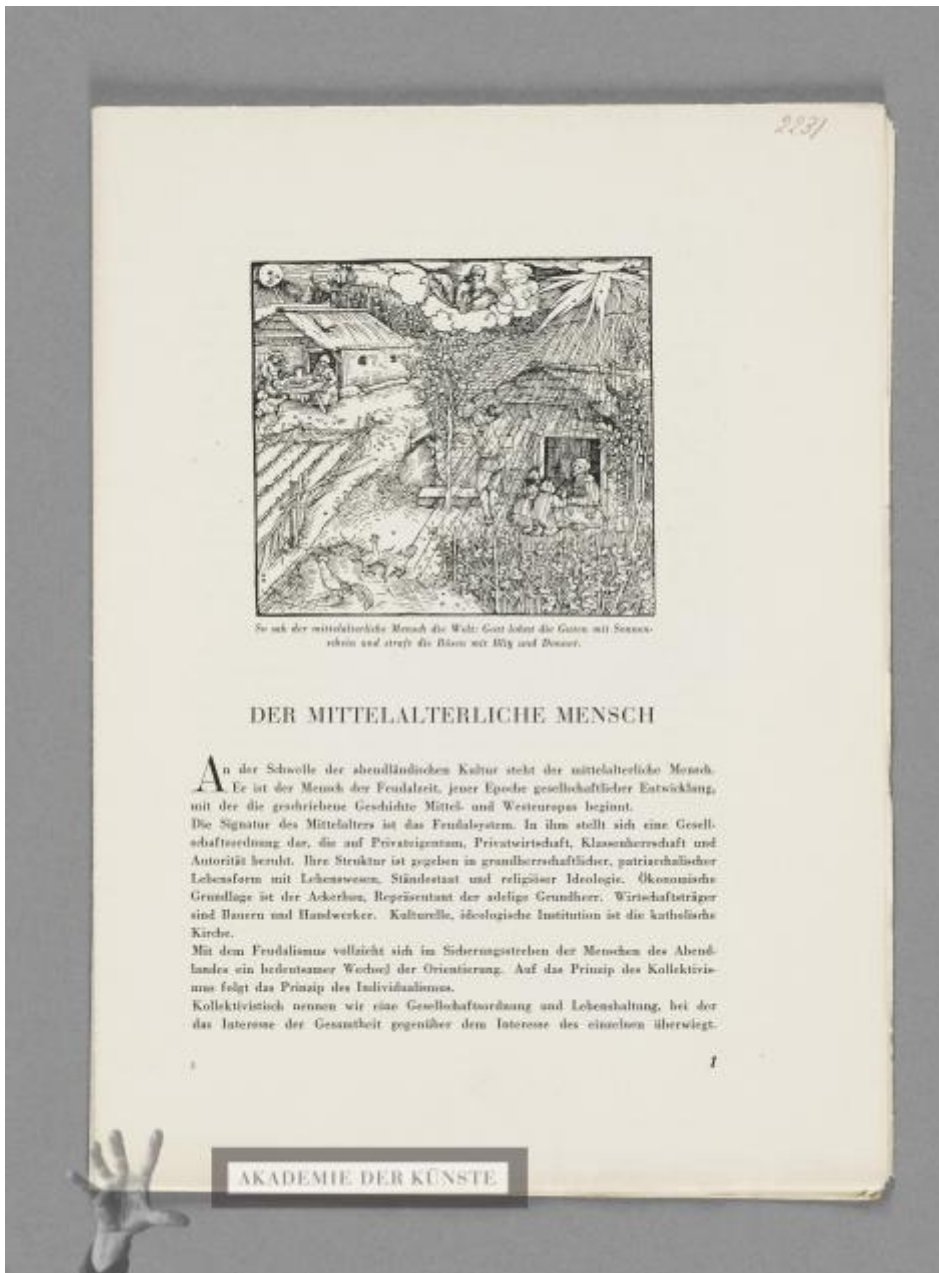 2231
So sah der mittelalterliche Mensch die Welt: Gott lohnt die Guten mit Sonnen-
schein und straft die Bösen mit Blitz und Donner.
DER MITTELALTERLICHE MENSCH
An der Schwelle der abendländischen Kultur steht der mittelalterliche Mensch.
Er ist der Mensch der Feudalzeit, jener Epoche gesellschaftlicher Entwicklung,
mit der die geschriebene Geschichte Mittel- und Westeuropas beginnt.
Die Signatur des Mittelalters ist das Feudalsystem. In ihm stellt sich eine Gesell-
schaftsordnung dar, die auf Privateigentum, Privatwirtschaft, Klassenherrschaft und
Autorität beruht. Ihre Struktur ist gegeben in grundherrschaftlicher, patriarchalischer
Lebensform mit Lehenswesen, Ständestaat und religiöser Ideologie. Ökonomische
Grundlage ist der Ackerbau, Repräsentant der adelige Grundherr. Wirtschaftsträger
sind Bauern und Handwerker. Kulturelle, ideologische Institution ist die katholische
Kirche.
Mit dem Feudalismus vollzieht sich im Sicherungsstreben der Menschen des Abend-
landes ein bedeutsamer Wechsel der Orientierung. Auf das Prinzip des Kollektivis-
mus folgt das Prinzip des Individualismus.
Kollektivistisch nennen wir eine Gesellschaftsordnung und Lebenshaltung, bei der
das Interesse der Gesamtheit gegenüber dem Interesse des einzelnen überwiegt.
1
AKADEMIE DER KÜNSTE